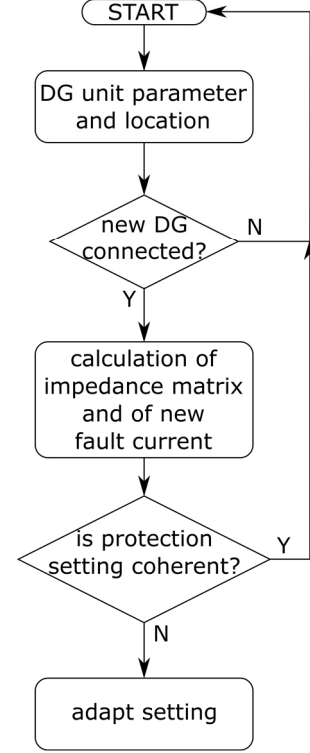 START
DG unit parameter
and location
new DG
connected?
N
Y
calculation of
impedance matrix
and of new
fault current
is protection
setting coherent?
Y
N
adapt setting